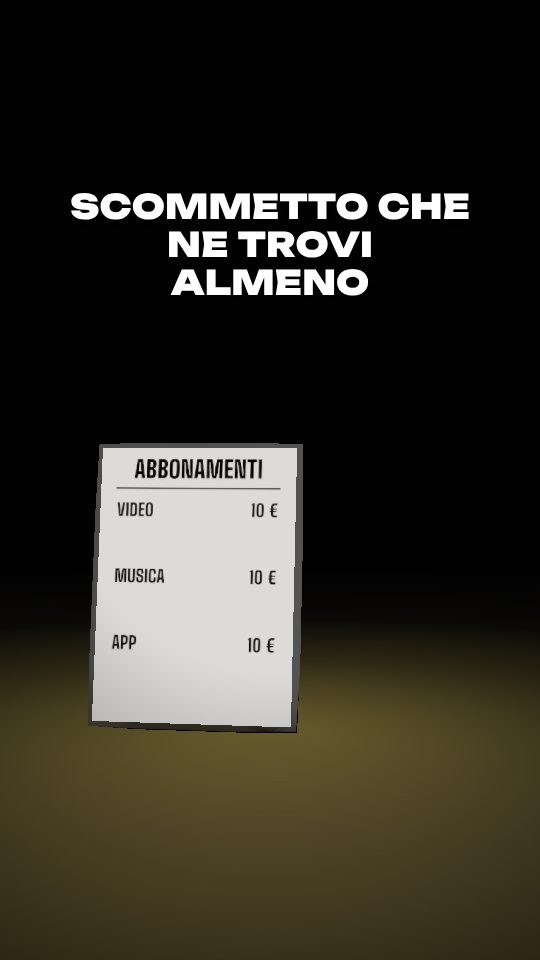 SCOMMETTO CHE
NE TROVI
ALMENO
ABBONAMENTI
VIDEO 10 €
MUSICA 10 €
APP 10 €